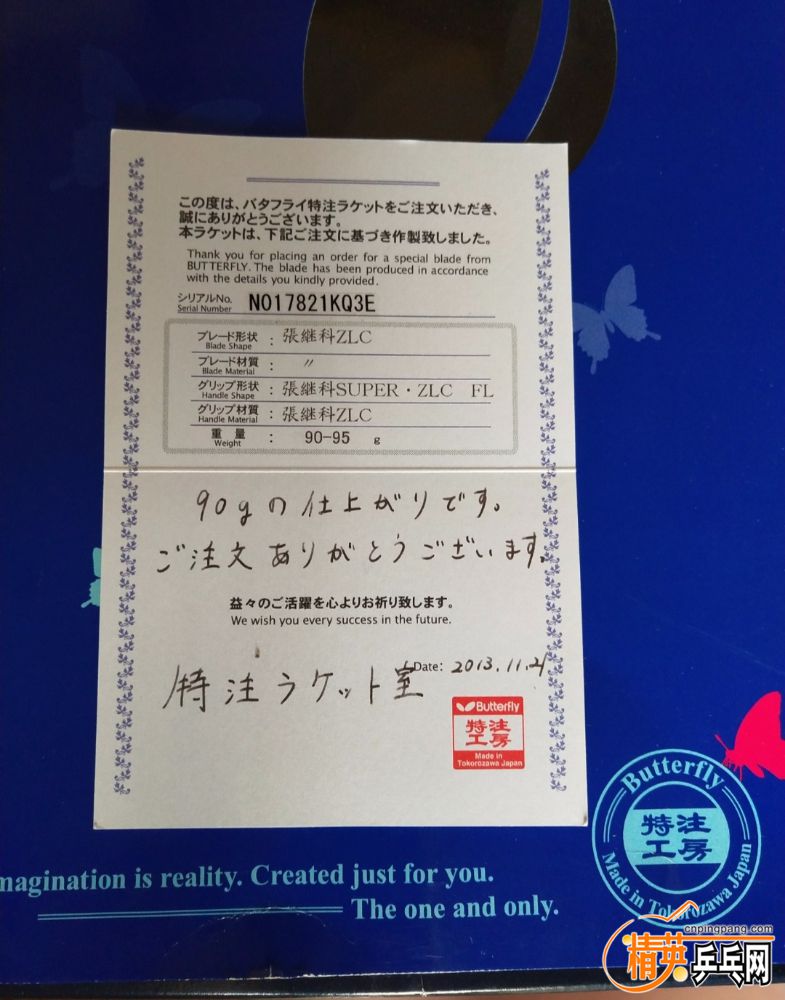 この度は、バタフライ特注ラケットをご注文いただき、
誠にありがとうございます。
本ラケットは、下記ご注文に基づき作製致しました。
Thank you for placing an order for a special blade from
BUTTERFLY. The blade has been produced in accordance
with the details you kindly provided.
シリアルNo. NO17821KQ3E
Serial Number
ブレード形状 : 張継科ZLC
Blade Shape
ブレード材質 : 〃
Blade Material
グリップ形状 : 張継科SUPER・ZLC FL
Handle Shape
グリップ材質 : 張継科ZLC
Handle Material
重量 : 90-95 g
Weight
90gの仕上がりです。
ご注文ありがとうございます。
益々のご活躍を心よりお祈り致します。
We wish you every success in the future.
Date: 2013.11.21
特注ラケット室
Butterfly
特注
工房
Made in
Tokorozawa Japan
Butterfly
特注
工房
Made in Tokorozawa Japan
magination is reality. Created just for you.
The one and only.
cnpingpang.com
精英乒乓网